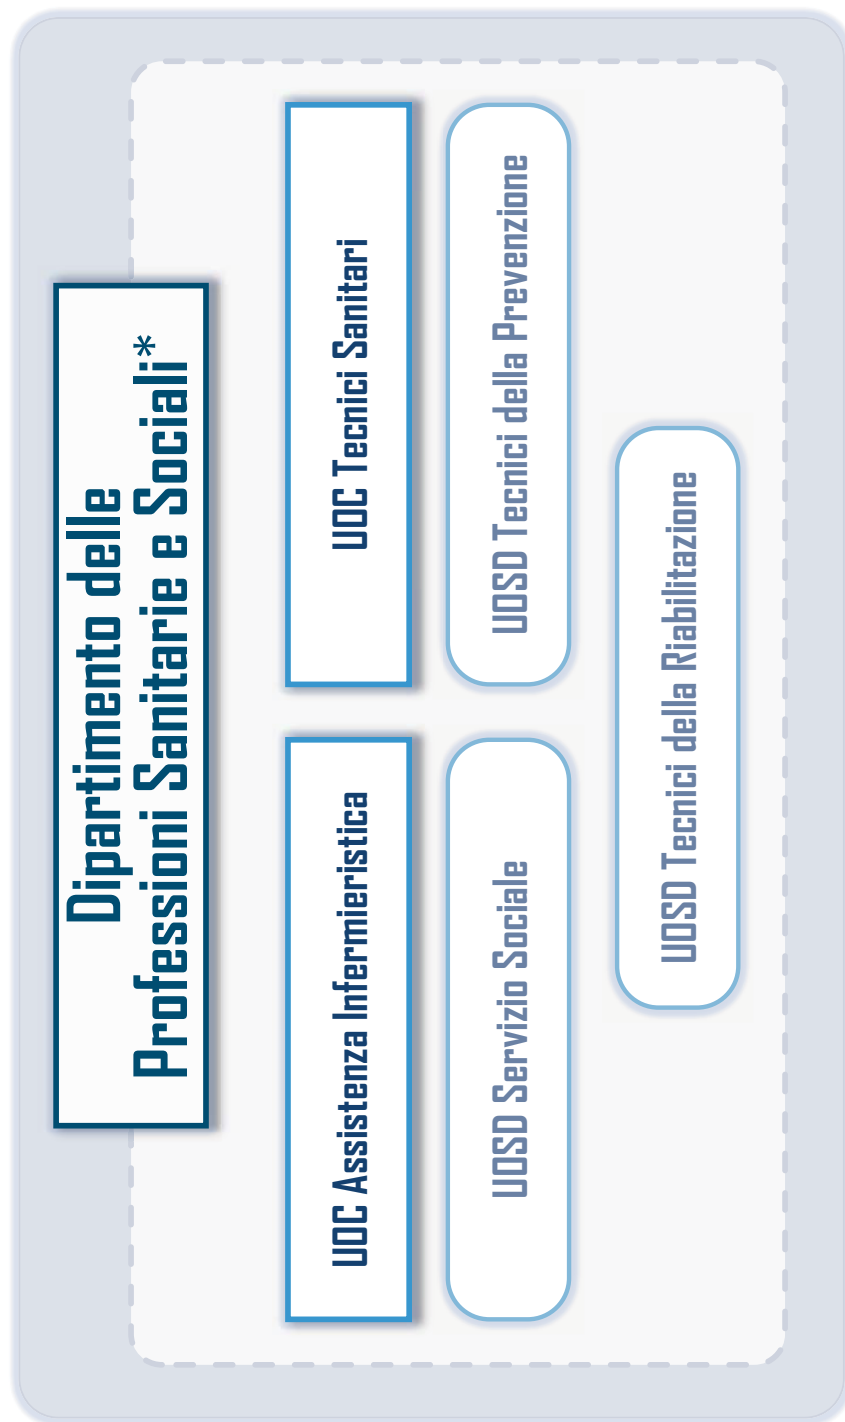 Dipartimento delle
Professioni Sanitarie e Sociali*
UOC Assistenza Infermieristica
UOC Tecnici Sanitari
UOSD Servizio Sociale
UOSD Tecnici della Prevenzione
UOSD Tecnici della Riabilitazione